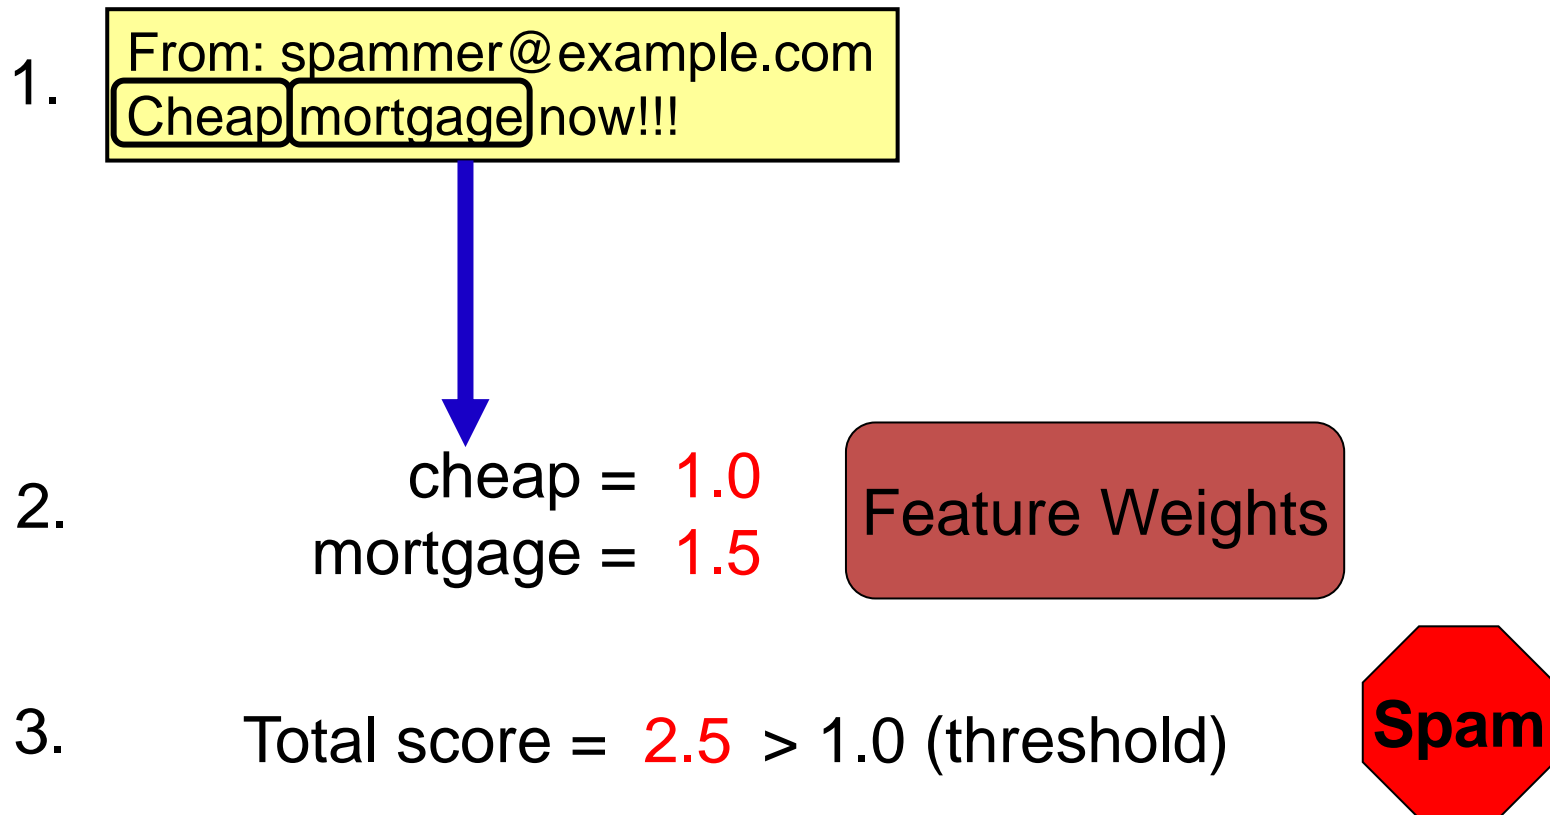 1.
From: spammer@example.com
Cheap mortgage now!!!
2.
cheap = 1.0
mortgage = 1.5
Feature Weights
3.
Total score = 2.5 > 1.0 (threshold)
Spam